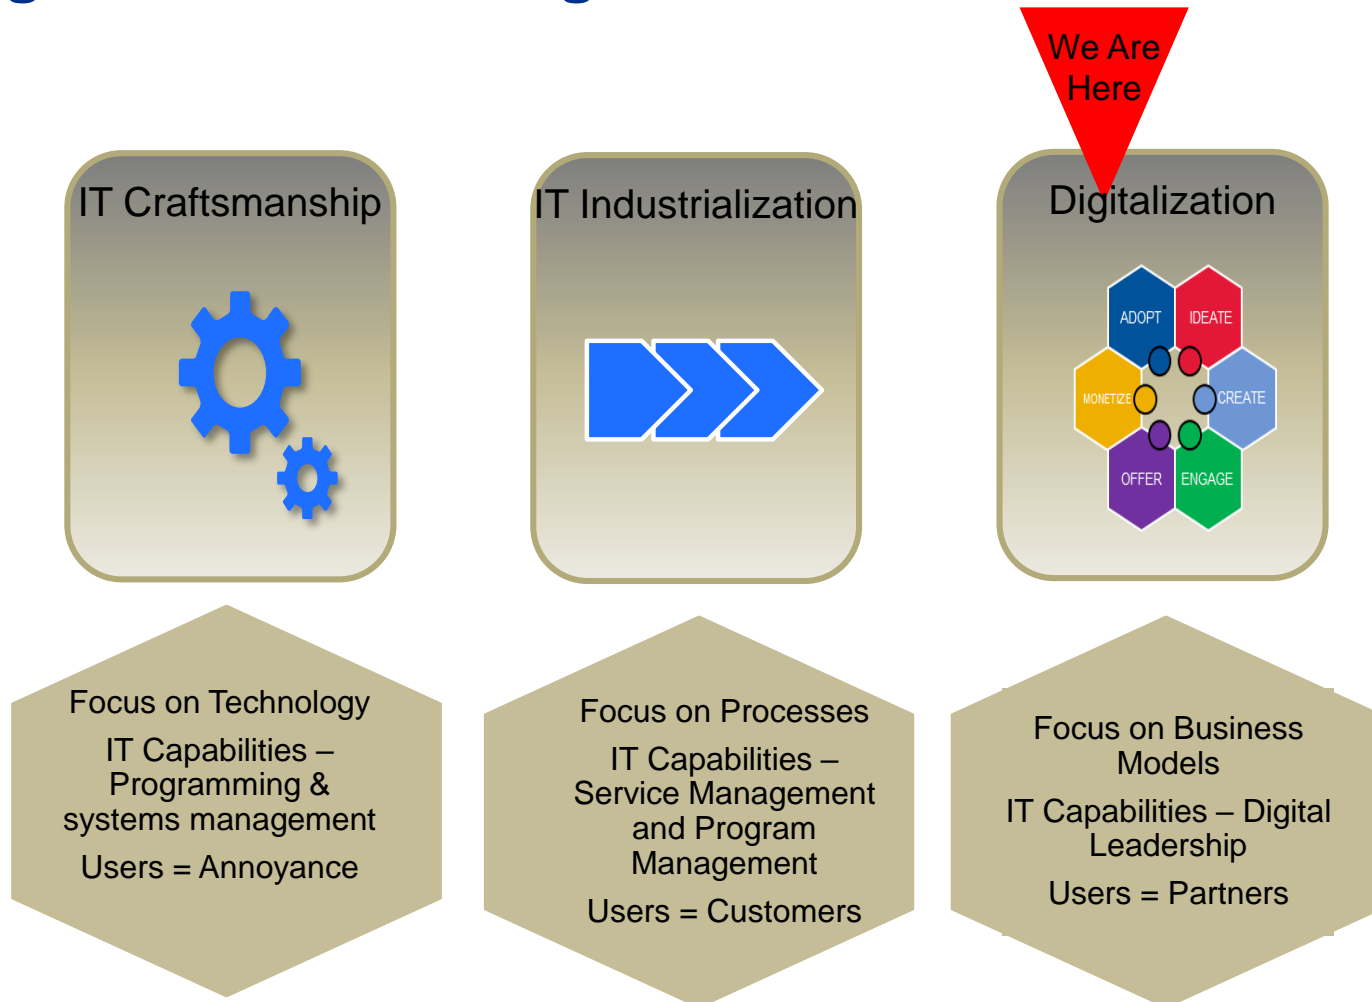 We Are
Here
IT Craftsmanship
IT Industrialization
Digitalization
ADOPT
IDEATE
MONETIZE
CREATE
OFFER
ENGAGE
Focus on Technology
IT Capabilities –
Programming &
systems management
Users = Annoyance
Focus on Processes
IT Capabilities –
Service Management
and Program
Management
Users = Customers
Focus on Business
Models
IT Capabilities – Digital
Leadership
Users = Partners